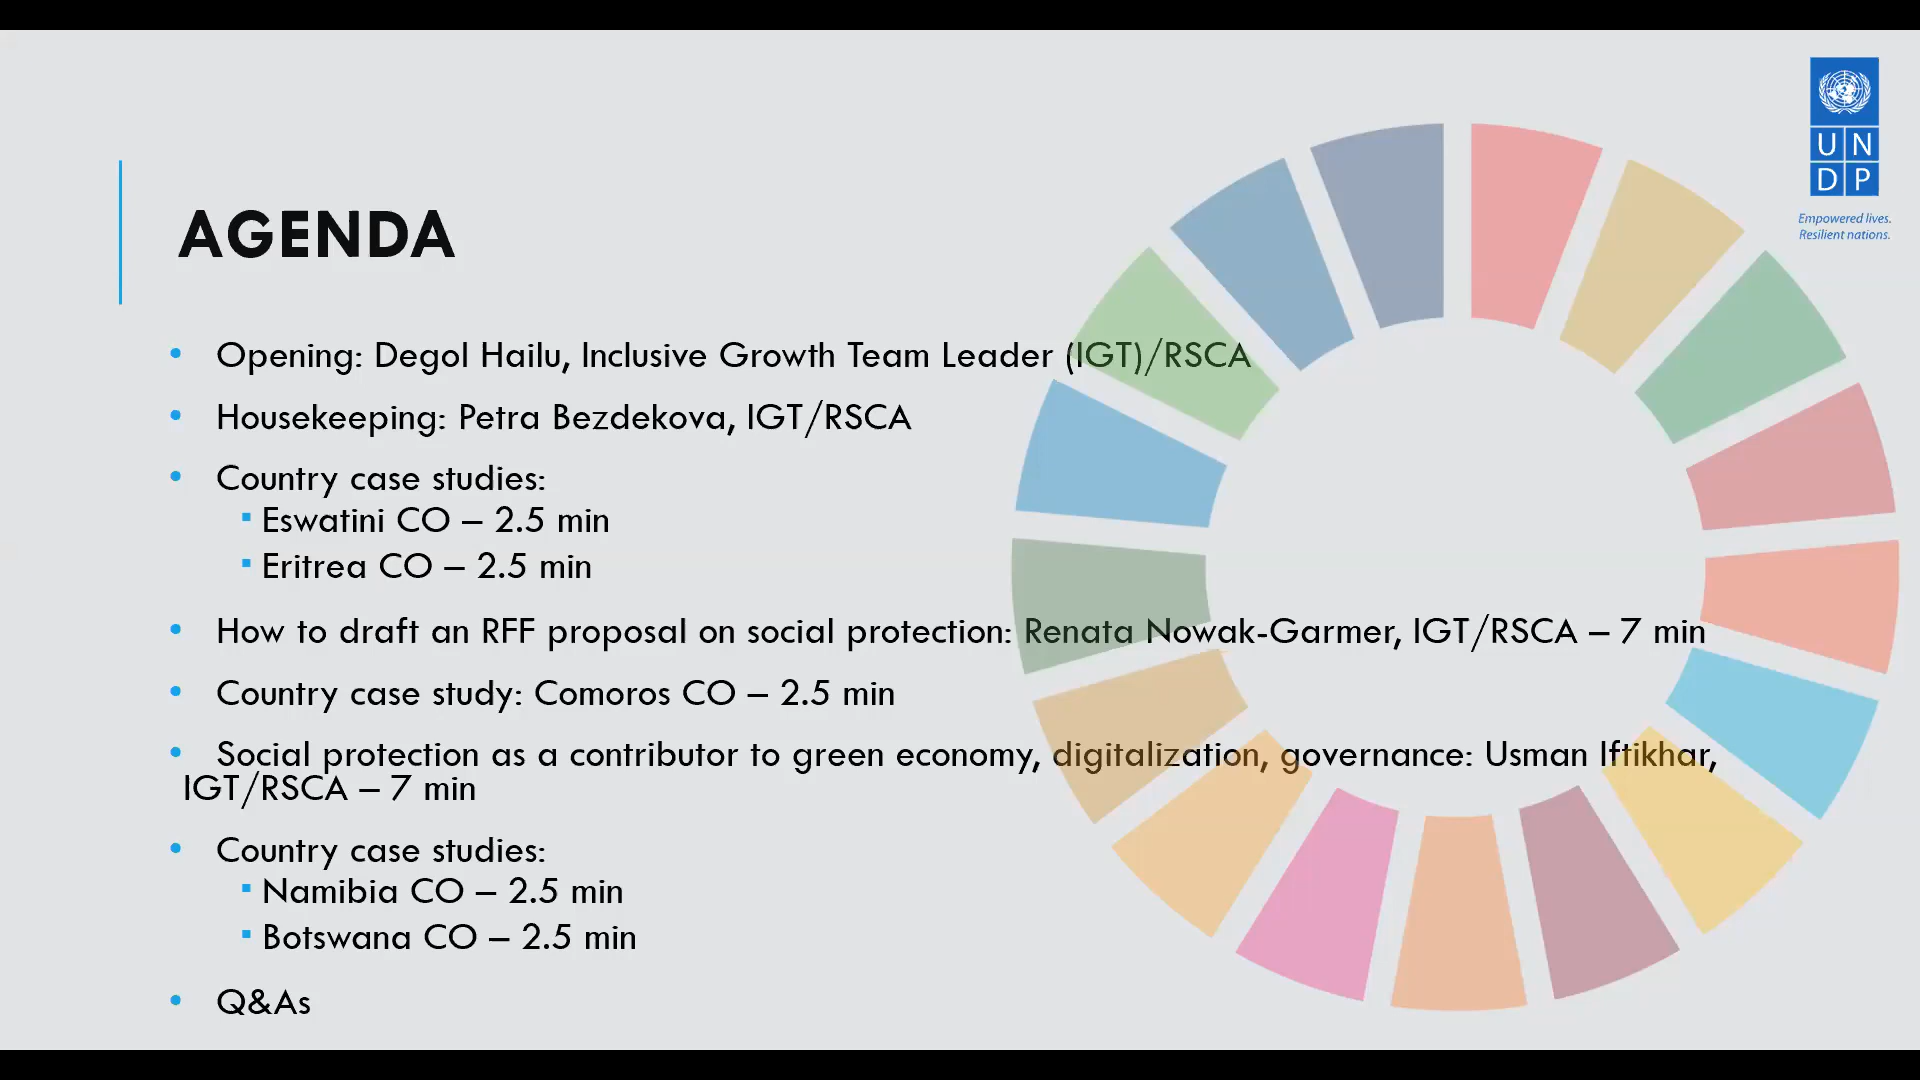 UN
DP
Empowered lives.
Resilient nations.
AGENDA
• Opening: Degol Hailu, Inclusive Growth Team Leader (IGT)/RSCA
• Housekeeping: Petra Bezdekova, IGT/RSCA
• Country case studies:
▪ Eswatini CO – 2.5 min
▪ Eritrea CO – 2.5 min
• How to draft an RFF proposal on social protection: Renata Nowak-Garmer, IGT/RSCA – 7 min
• Country case study: Comoros CO – 2.5 min
• Social protection as a contributor to green economy, digitalization, governance: Usman Iftikhar,
IGT/RSCA – 7 min
• Country case studies:
▪ Namibia CO – 2.5 min
▪ Botswana CO – 2.5 min
• Q&As